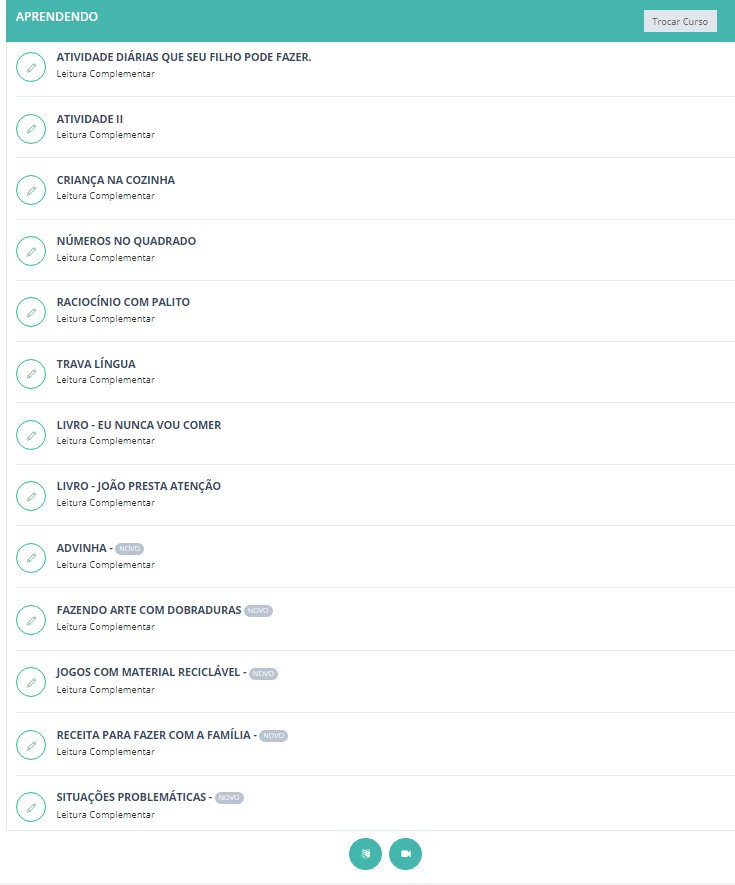 APRENDENDO
Trocar Curso
ATIVIDADE DIÁRIAS QUE SEU FILHO PODE FAZER.
Leitura Complementar
ATIVIDADE II
Leitura Complementar
CRIANÇA NA COZINHA
Leitura Complementar
NÚMEROS NO QUADRADO
Leitura Complementar
RACIOCÍNIO COM PALITO
Leitura Complementar
TRAVA LÍNGUA
Leitura Complementar
LIVRO - EU NUNCA VOU COMER
Leitura Complementar
LIVRO - JOÃO PRESTA ATENÇÃO
Leitura Complementar
ADVINHA - NOVO
Leitura Complementar
FAZENDO ARTE COM DOBRADURAS NOVO
Leitura Complementar
JOGOS COM MATERIAL RECICLÁVEL - NOVO
Leitura Complementar
RECEITA PARA FAZER COM A FAMÍLIA - NOVO
Leitura Complementar
SITUAÇÕES PROBLEMÁTICAS - NOVO
Leitura Complementar